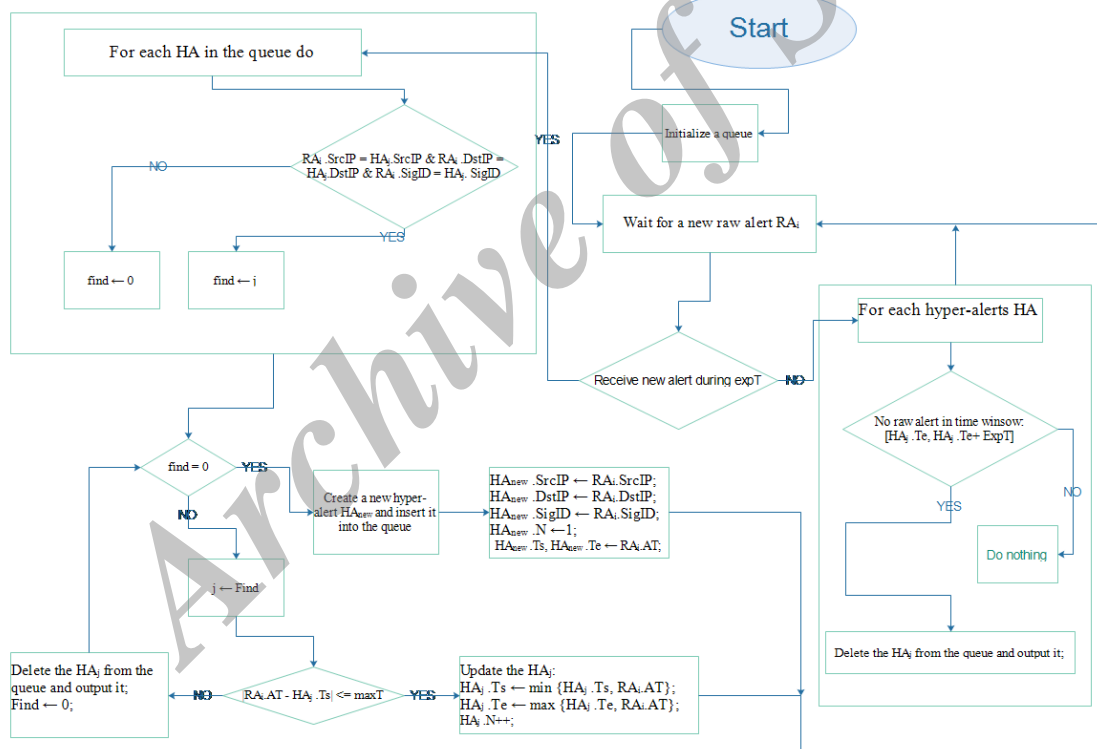 Start
Initialize a queue
Wait for a new raw alert RAi
Receive new alert during expT
YES
NO
For each HA in the queue do
RAi .SrcIP = HAj.SrcIP & RAi .DstIP =
HAj.DstIP & RAi .SigID = HAj. SigID
NO
YES
find ← 0
find ← j
For each hyper-alerts HA
No raw alert in time winsow:
[HAj .Te, HAj .Te+ ExpT]
NO
YES
Do nothing
Delete the HAj from the queue and output it;
find = 0
YES
NO
Create a new hyper-
alert HAnew and insert it
into the queue
HAnew .SrcIP ← RAi.SrcIP;
HAnew .DstIP ← RAi.DstIP;
HAnew .SigID ← RAi.SigID;
HAnew .N ←1;
HAnew .Ts, HAnew .Te ← RAi.AT;
j ← Find
|RAi.AT - HAj .Ts| <= maxT
NO
YES
Delete the HAj from the
queue and output it;
Find ← 0;
Update the HAj:
HAj .Ts ← min {HAj .Ts, RAi.AT};
HAj .Te ← max {HAj .Te, RAi.AT};
HAj .N++;
Archive of S